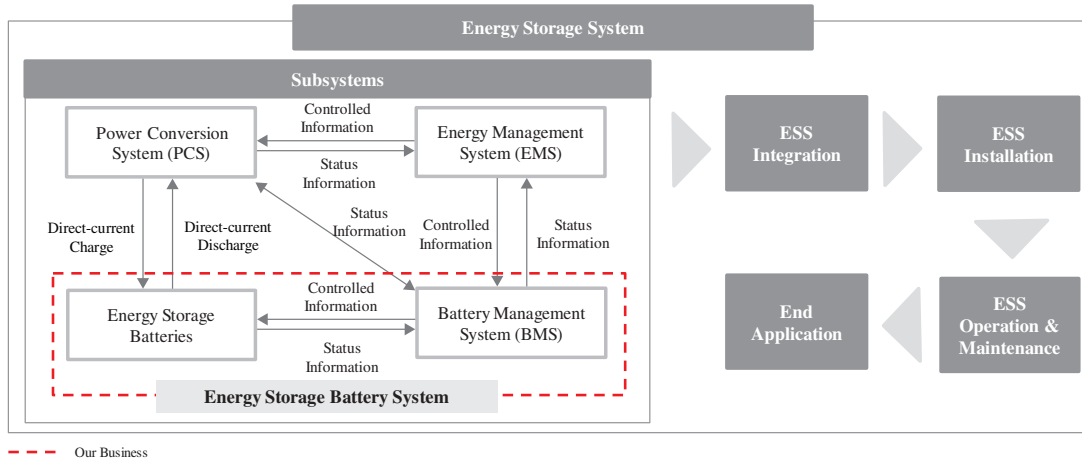 Energy Storage System
Subsystems
Power Conversion
System (PCS)
Controlled
Information
Status
Information
Energy Management
System (EMS)
Direct-current
Charge
Direct-current
Discharge
Status
Information
Controlled
Information
Status
Information
Energy Storage
Batteries
Controlled
Information
Status
Information
Battery Management
System (BMS)
Energy Storage Battery System
ESS
Integration
ESS
Installation
ESS
Operation &
Maintenance
End
Application
Our Business